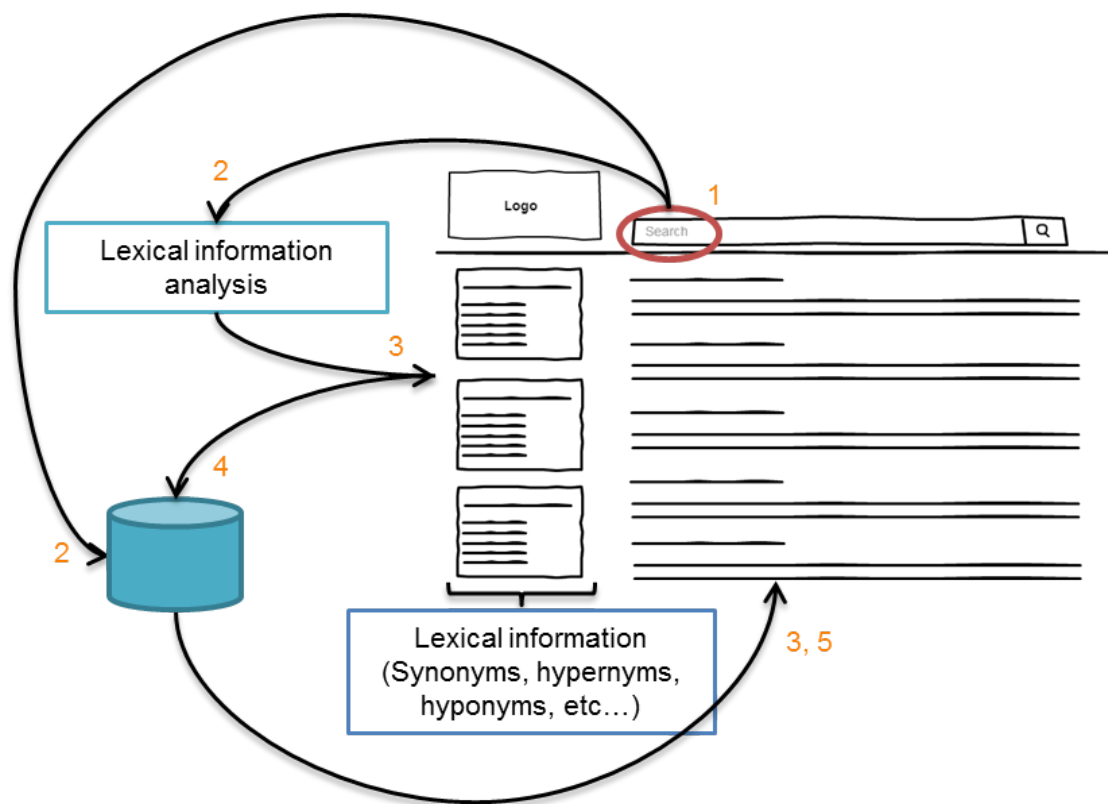 2
Logo
1
Search
Lexical information
analysis
3
4
2
Lexical information
(Synonyms, hypernyms,
hyponyms, etc…)
3, 5